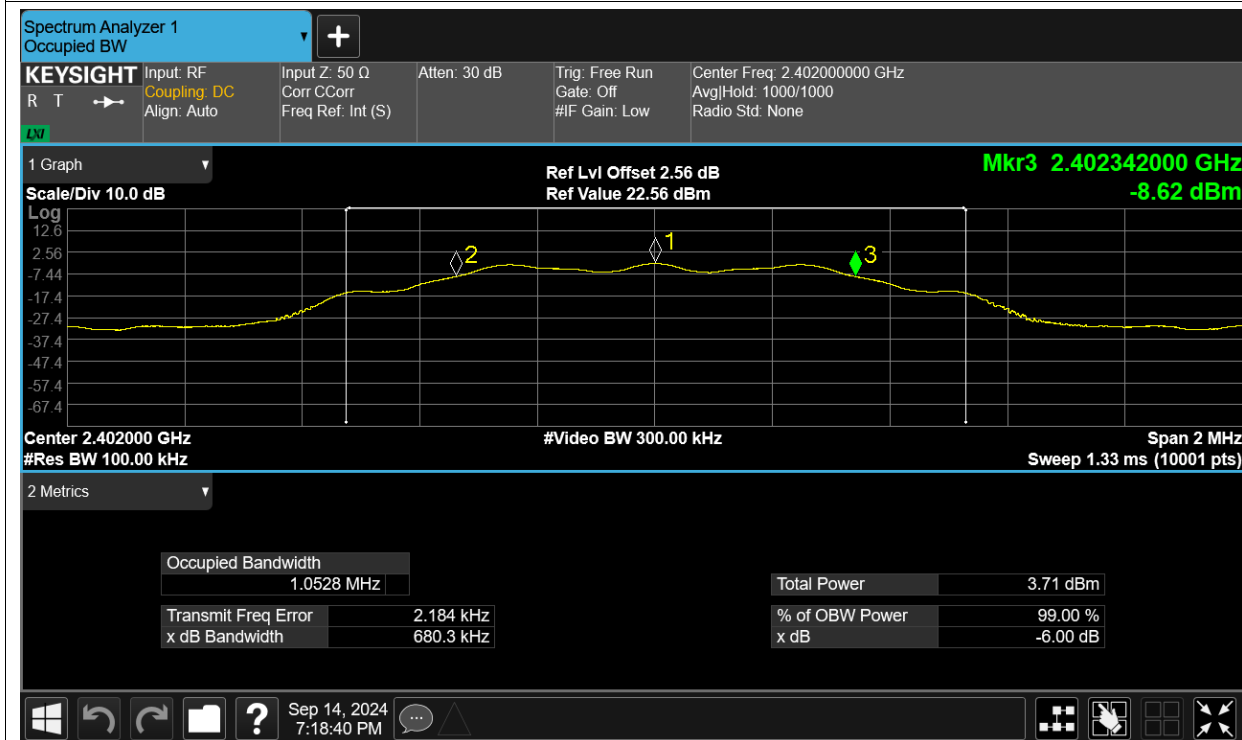 Spectrum Analyzer 1
Occupied BW
KEYSIGHT
R T
LXI
Input: RF
Coupling: DC
Align: Auto
Input Z: 50 Ω
Corr CCorr
Freq Ref: Int (S)
Atten: 30 dB
Trig: Free Run
Gate: Off
#IF Gain: Low
Center Freq: 2.402000000 GHz
Avg|Hold: 1000/1000
Radio Std: None
1 Graph
Scale/Div 10.0 dB
Log
Ref Lvl Offset 2.56 dB
Ref Value 22.56 dBm
Mkr3 2.402342000 GHz
-8.62 dBm
12.6
2.56
-7.44
-17.4
-27.4
-37.4
-47.4
-57.4
-67.4
2
1
3
Center 2.402000 GHz
#Res BW 100.00 kHz
#Video BW 300.00 kHz
Span 2 MHz
Sweep 1.33 ms (10001 pts)
2 Metrics
Occupied Bandwidth
1.0528 MHz
Transmit Freq Error 2.184 kHz
x dB Bandwidth 680.3 kHz
Total Power 3.71 dBm
% of OBW Power 99.00 %
x dB -6.00 dB
?
Sep 14, 2024
7:18:40 PM